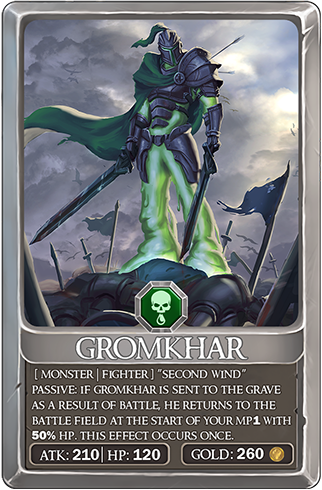 GROMKHAR
[ MONSTER | FIGHTER ] "SECOND WIND"
PASSIVE: IF GROMKHAR IS SENT TO THE GRAVE
AS A RESULT OF BATTLE, HE RETURNS TO THE
BATTLE FIELD AT THE START OF YOUR MP1 WITH
50% HP. THIS EFFECT OCCURS ONCE.
ATK: 210 | HP: 120 GOLD: 260